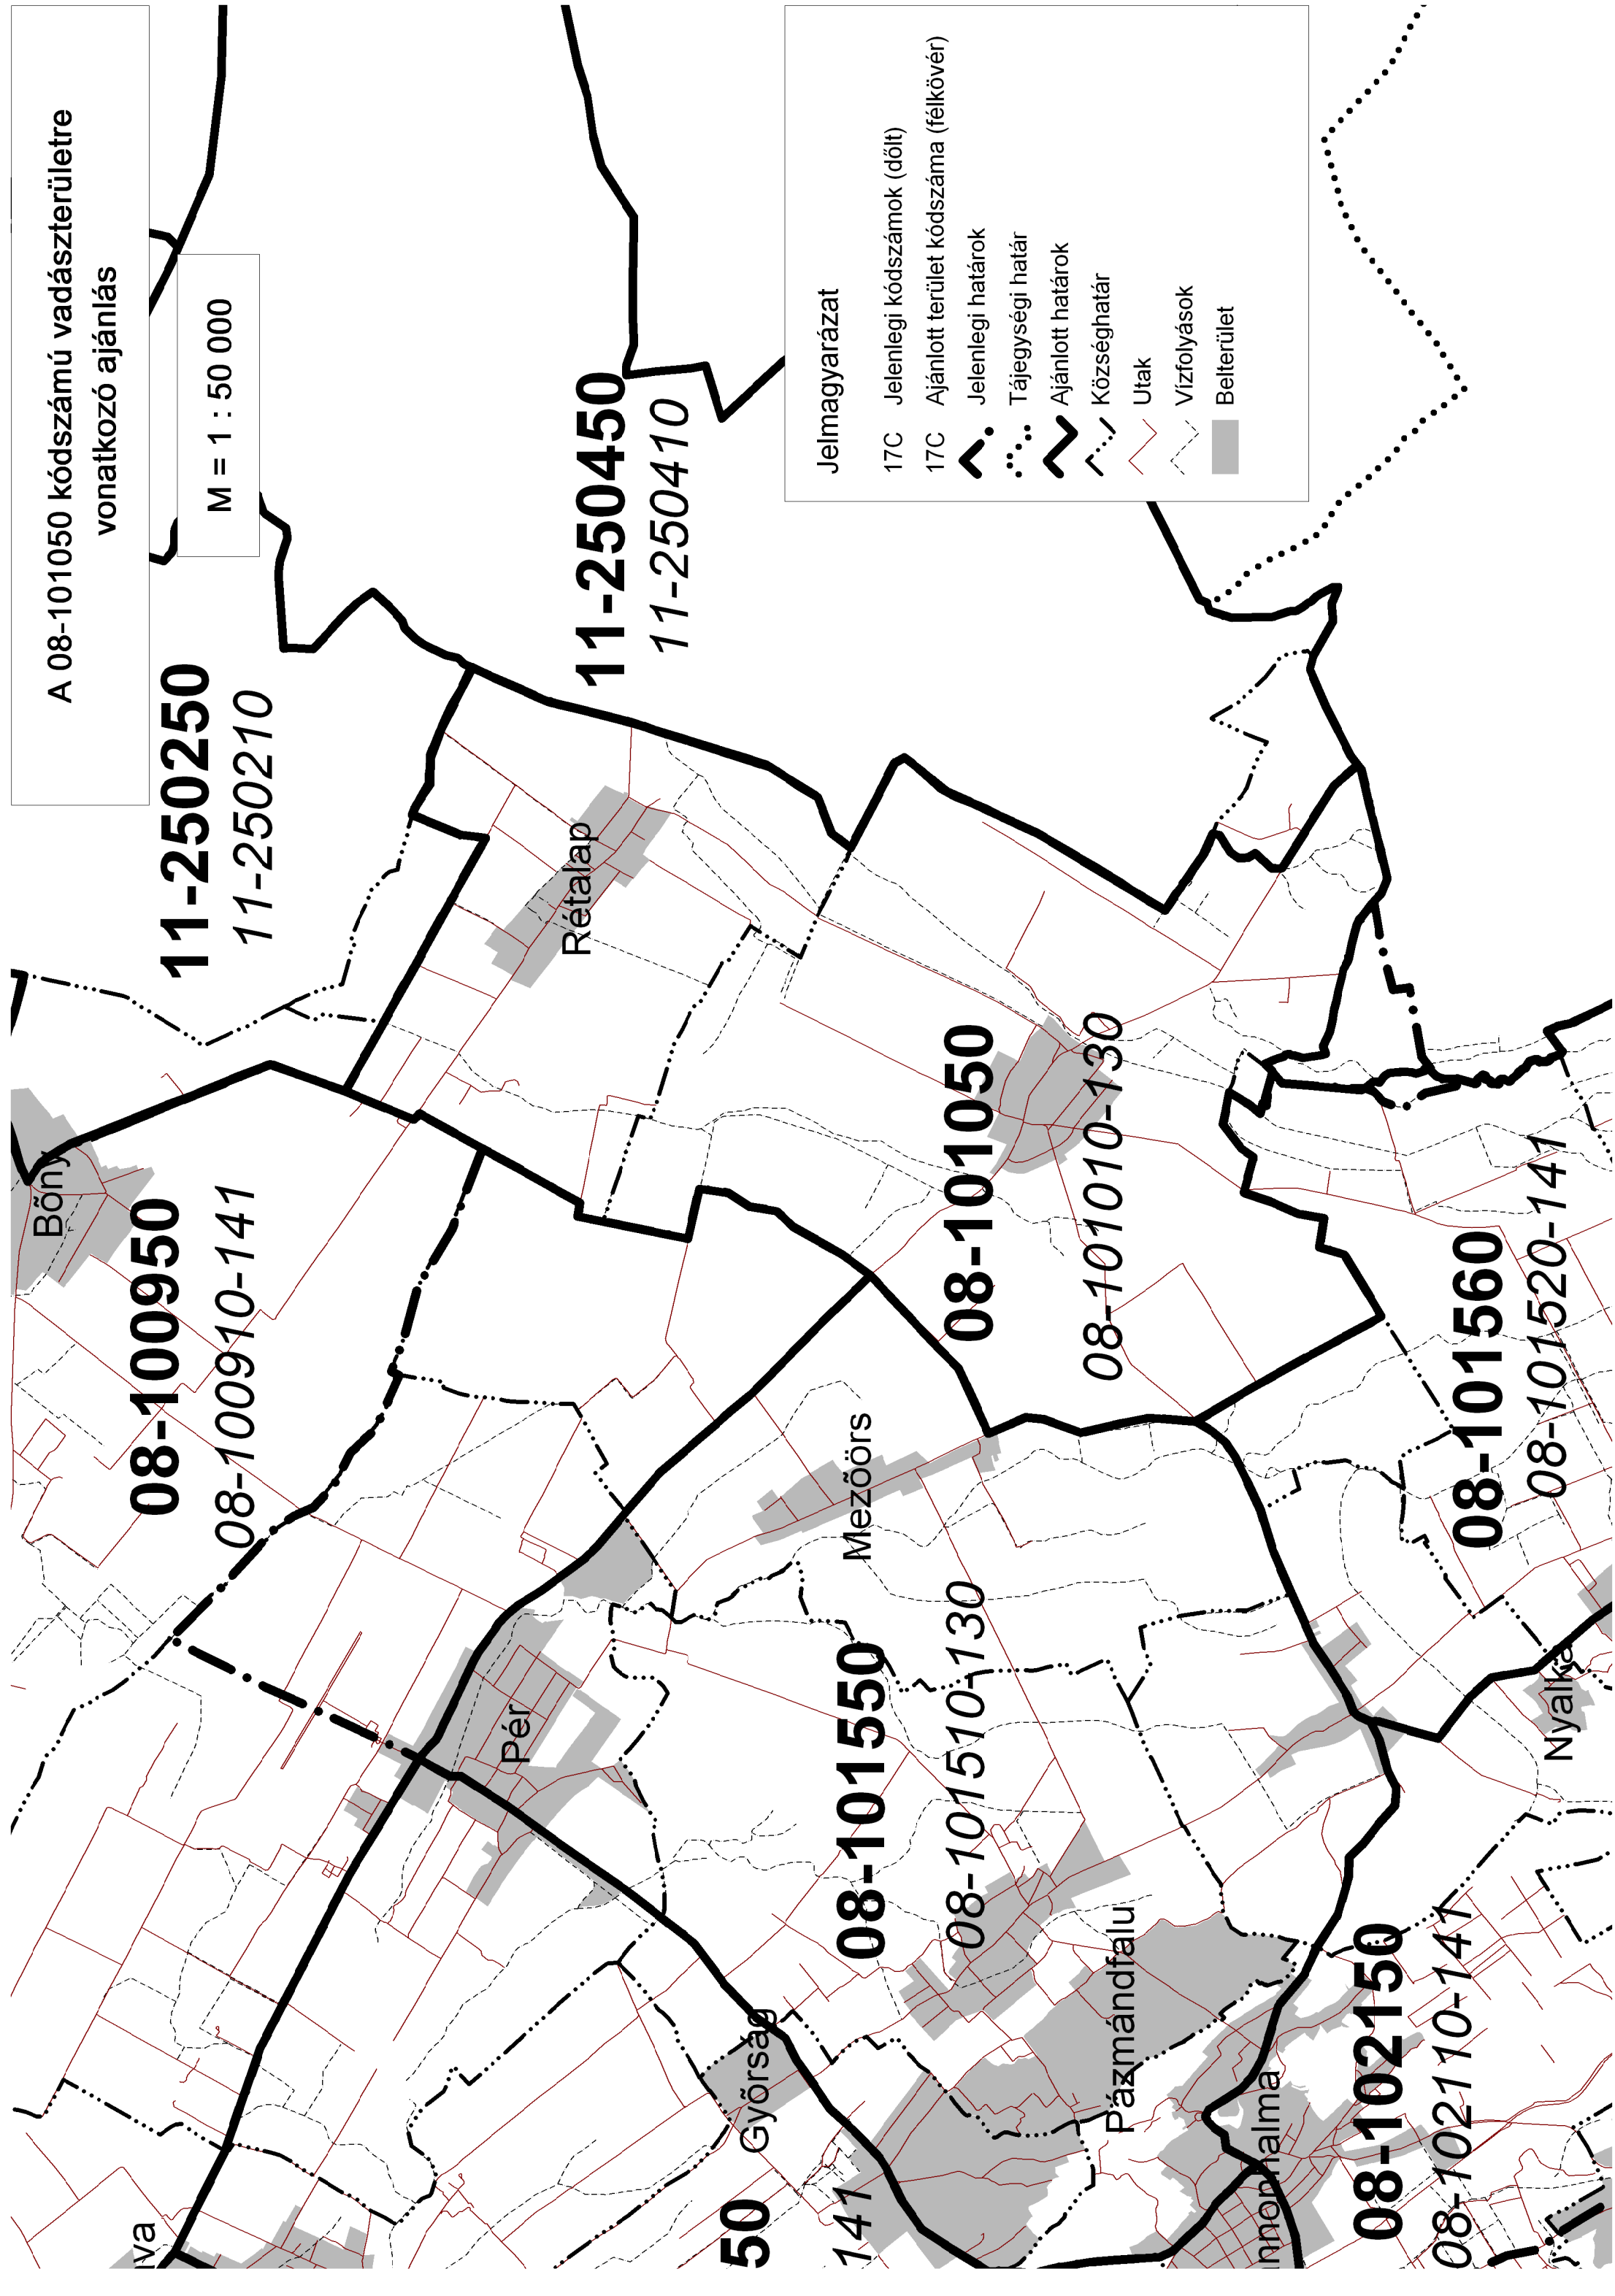 A 08-101050 kódszámú vadászterületre
vonatkozó ajánlás
M = 1 : 50 000
Bőny
08-100950
08-100910-141
11-250250
11-250210
Rétalap
11-250450
11-250410
Pér
Mezőörs
08-101050
08-101010-130
08-101550
08-101510-130
Győrság
50
141
Pázmándfalu
08-101560
08-101520-141
Nyalka
08-102150
08-102110-141
nnonhalma
va
Jelmagyarázat
17C Jelenlegi kódszámok (dőlt)
17C Ajánlott terület kódszáma (félkövér)
Jelenlegi határok
Tájegységi határ
Ajánlott határok
Községhatár
Utak
Vízfolyások
Belterület